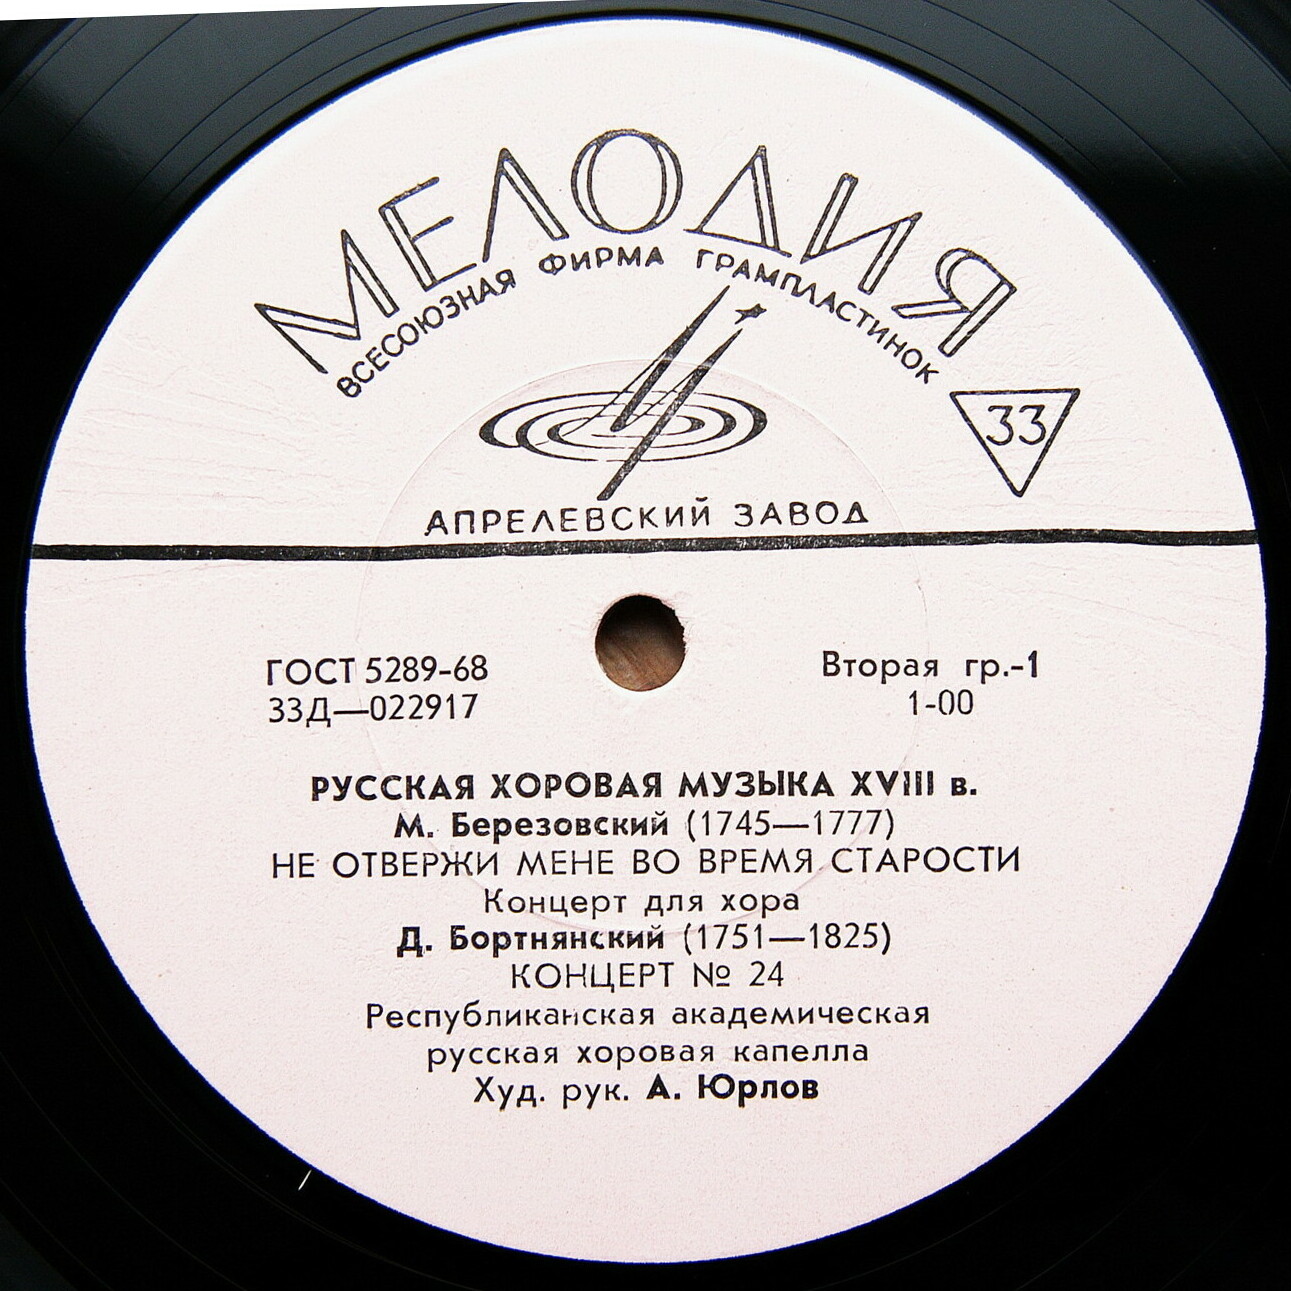 МЕЛОДИЯ
ВСЕСОЮЗНАЯ ФИРМА ГРАМПЛАСТИНОК
33
АПРЕЛЕВСКИЙ ЗАВОД
ГОСТ 5289-68
Вторая гр.-1
33Д—022917
1-00
РУССКАЯ ХОРОВАЯ МУЗЫКА XVIII в.
М. Березовский (1745—1777)
НЕ ОТВЕРЖИ МЕНЕ ВО ВРЕМЯ СТАРОСТИ
Концерт для хора
Д. Бортнянский (1751—1825)
КОНЦЕРТ № 24
Республиканская академическая
русская хоровая капелла
Худ. рук. А. Юрлов